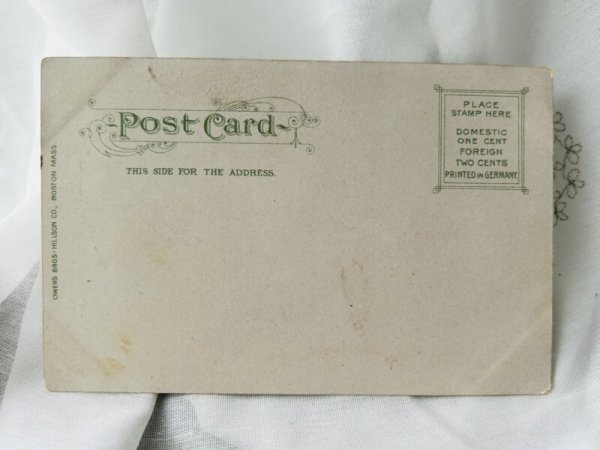 Post Card
THIS SIDE FOR THE ADDRESS.
PLACE
STAMP HERE
DOMESTIC
ONE CENT
FOREIGN
TWO CENTS
PRINTED IN GERMANY.
OWENS BROS-HILLSON CO., BOSTON MASS.